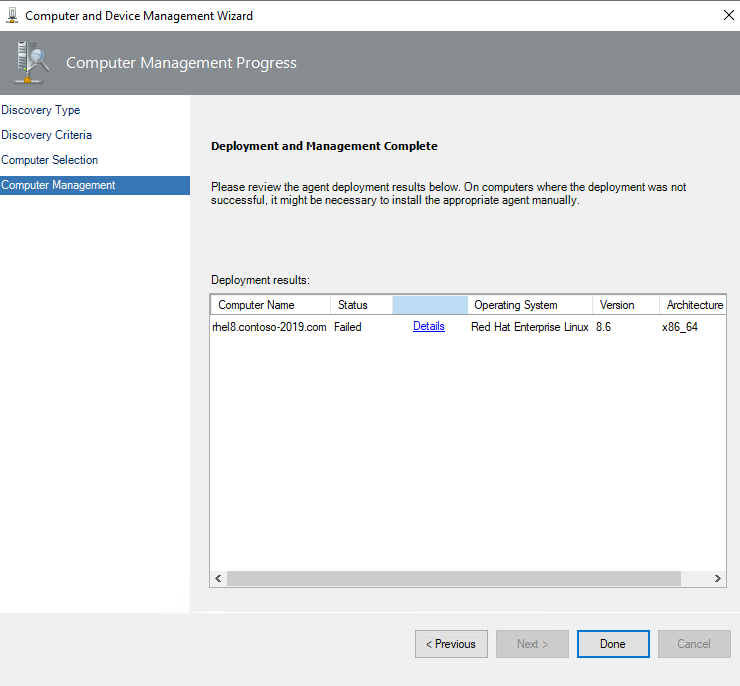 Computer and Device Management Wizard
Computer Management Progress
Discovery Type
Discovery Criteria
Computer Selection
Computer Management
Deployment and Management Complete
Please review the agent deployment results below. On computers where the deployment was not
successful, it might be necessary to install the appropriate agent manually.
Deployment results:
Computer Name Status Operating System Version Architecture
rhel8.contoso-2019.com Failed Details Red Hat Enterprise Linux 8.6 x86_64
< Previous Next > Done Cancel